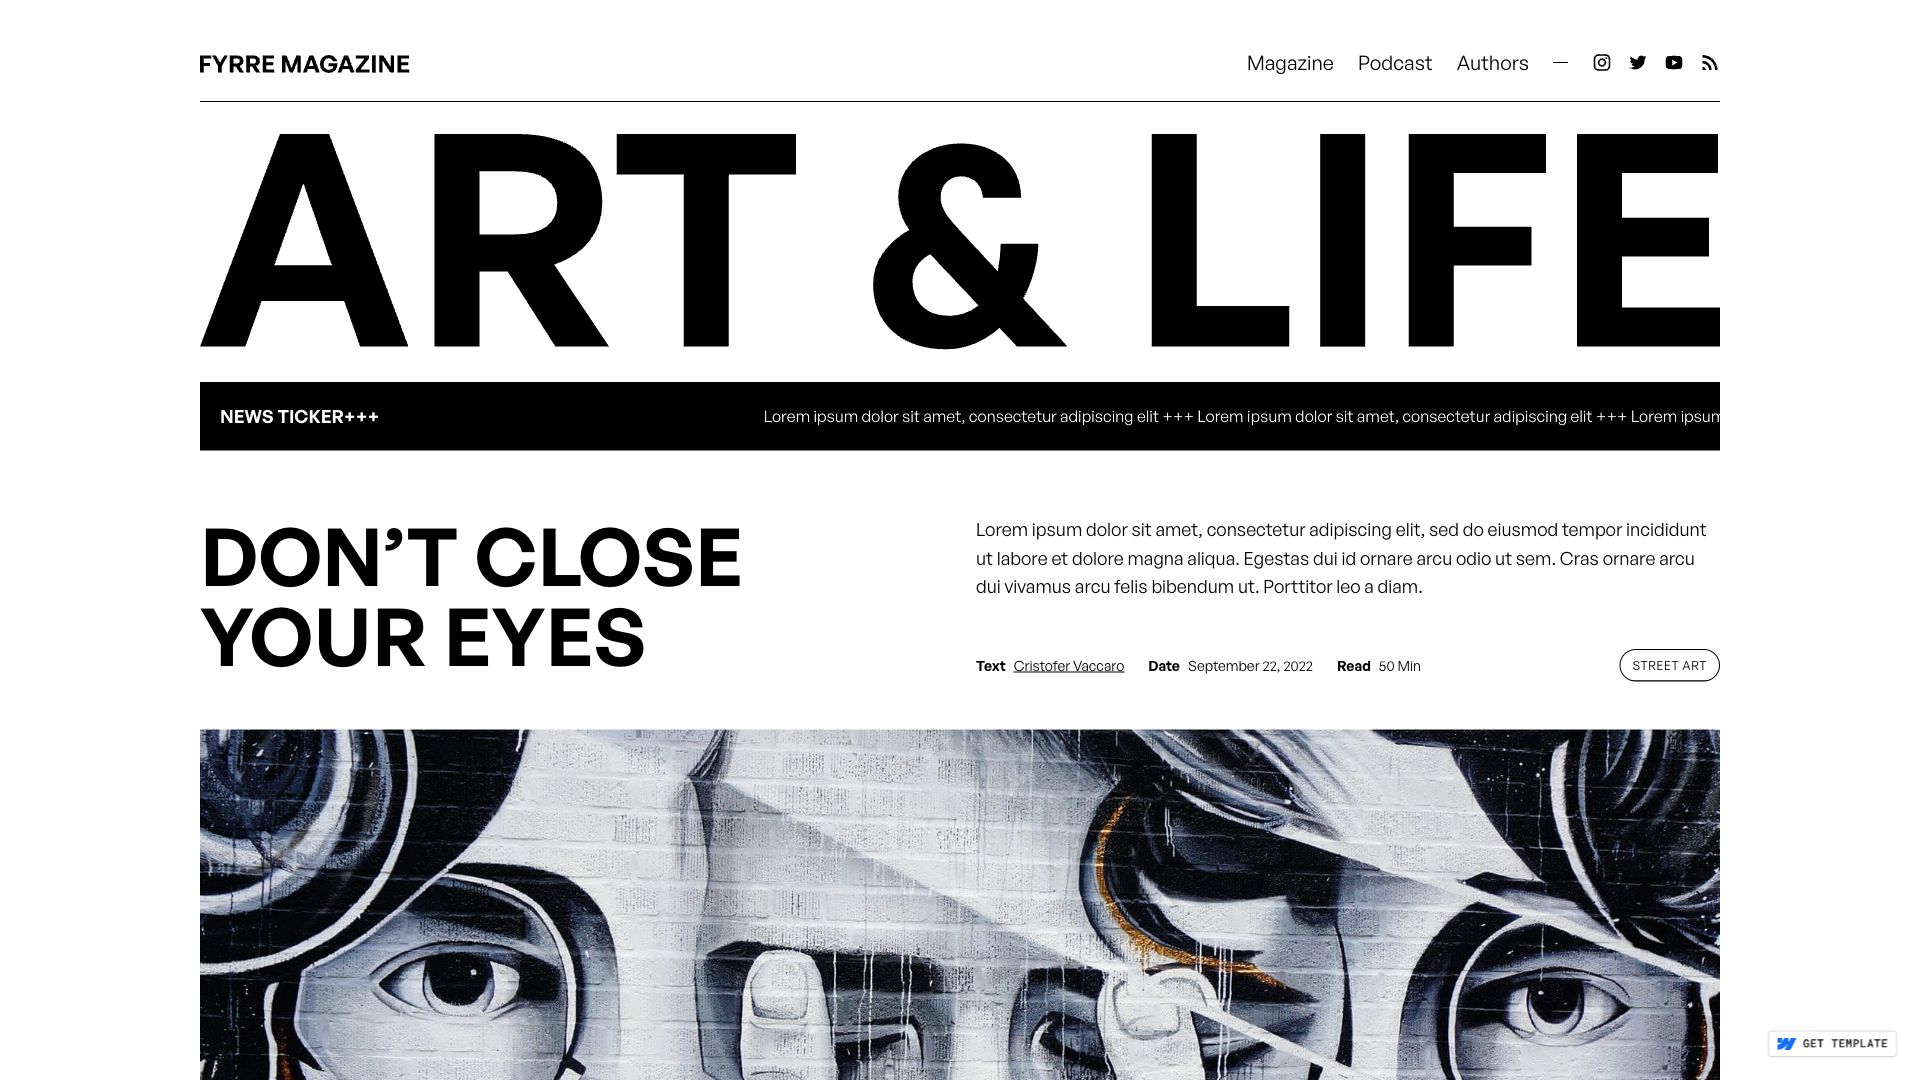 FYRRE MAGAZINE
Magazine Podcast Authors —
ART & LIFE
NEWS TICKER+++
Lorem ipsum dolor sit amet, consectetur adipiscing elit +++ Lorem ipsum dolor sit amet, consectetur adipiscing elit +++ Lorem ipsum
DON’T CLOSE
YOUR EYES
Lorem ipsum dolor sit amet, consectetur adipiscing elit, sed do eiusmod tempor incididunt
ut labore et dolore magna aliqua. Egestas dui id ornare arcu odio ut sem. Cras ornare arcu
dui vivamus arcu felis bibendum ut. Porttitor leo a diam.
Text Cristofer Vaccaro Date September 22, 2022 Read 50 Min
STREET ART
GET TEMPLATE